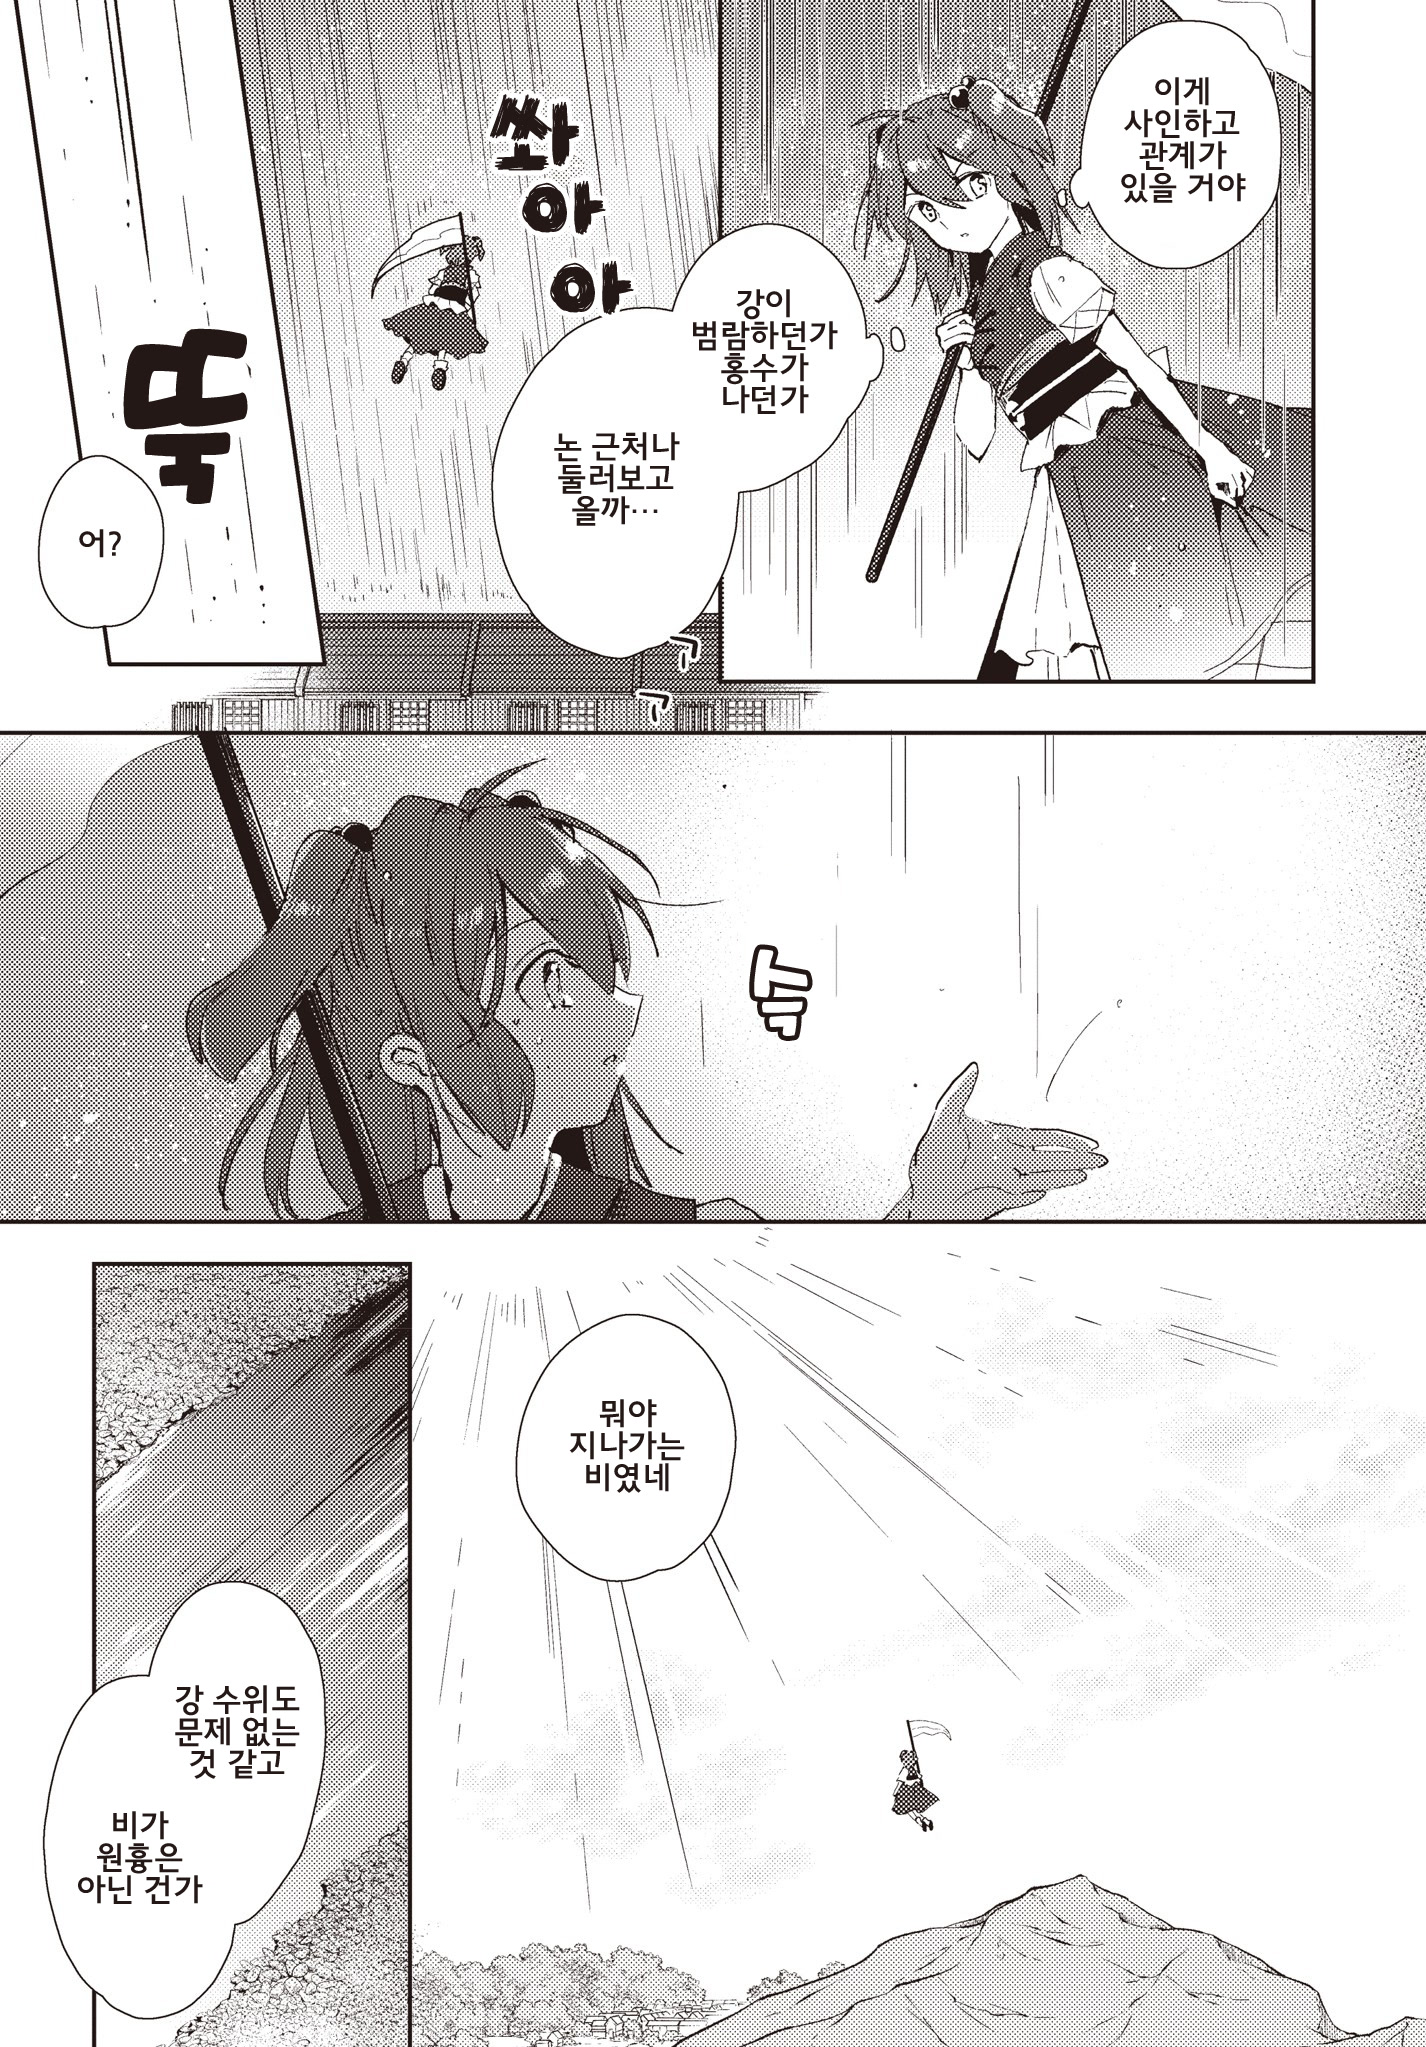 이게
사인하고
관계가
있을 거야
강이
범람하던가
홍수가
나던가
논 근처나
둘러보고
올까…
쏴
아
아
뚝
어?
슥
뭐야
지나가는
비였네
강 수위도
문제 없는
것 같고
비가
원흉은
아닌 건가